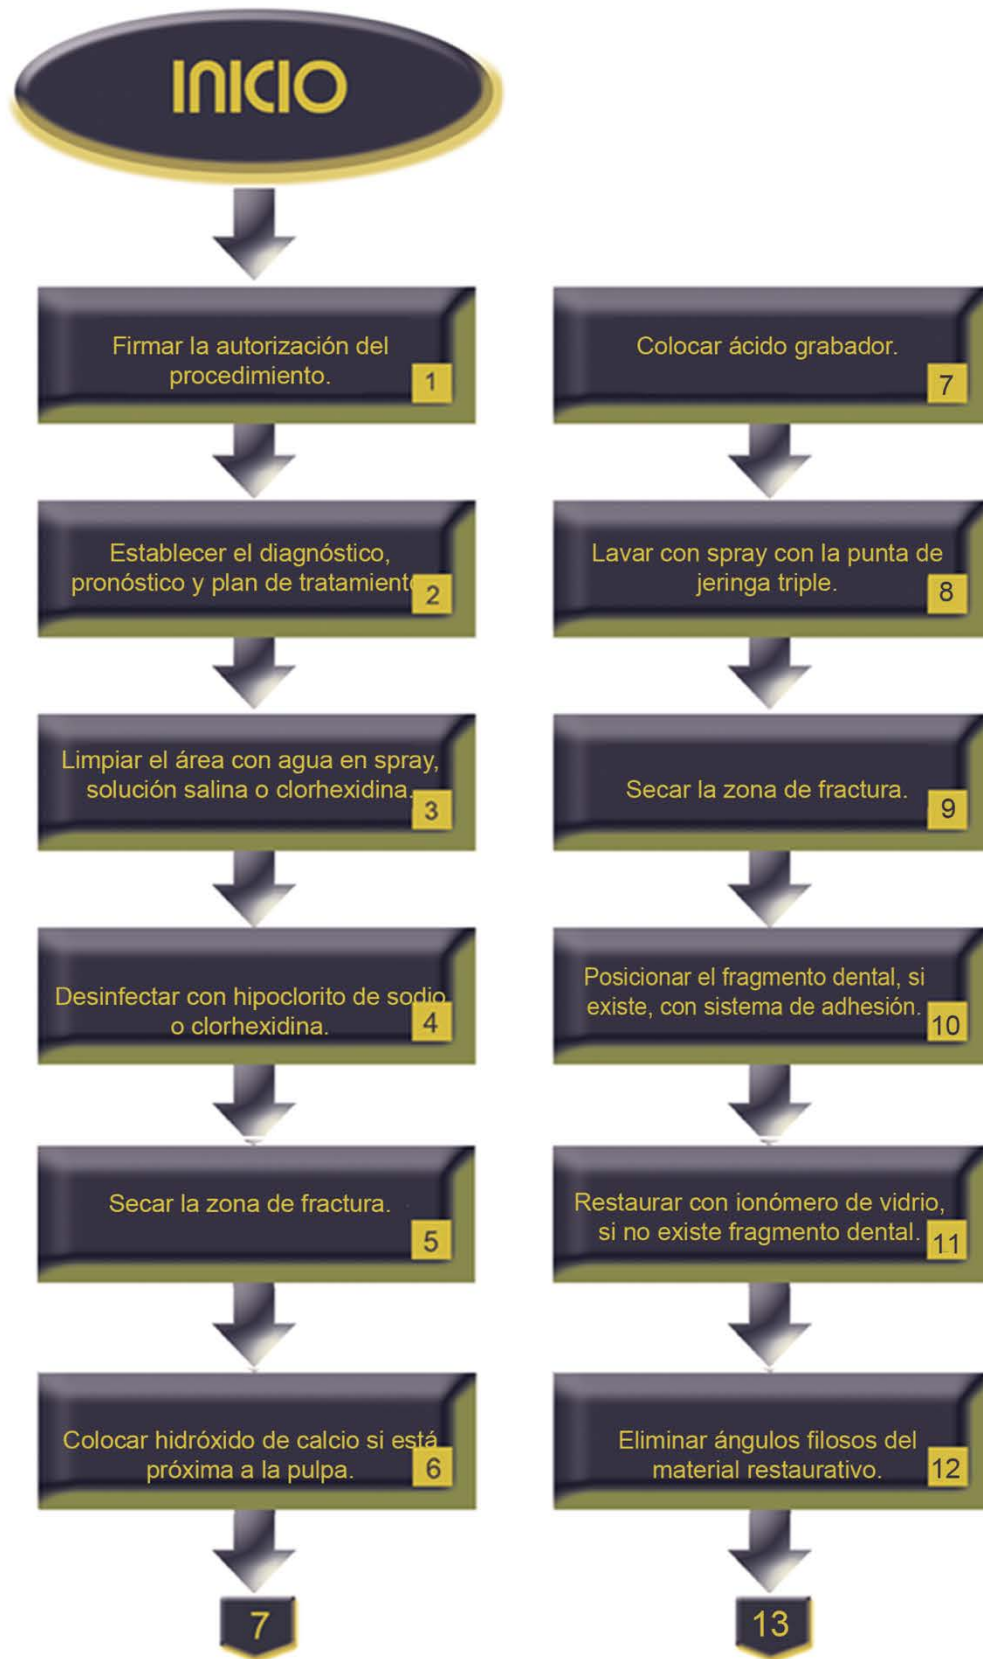 INICIO
Firmar la autorización del
procedimiento.
1
Establecer el diagnóstico,
pronóstico y plan de tratamiento
2
Limpiar el área con agua en spray,
solución salina o clorhexidina.
3
Desinfectar con hipoclorito de sodio
o clorhexidina.
4
Secar la zona de fractura.
5
Colocar hidróxido de calcio si está
próxima a la pulpa.
6
7
Colocar ácido grabador.
7
Lavar con spray con la punta de
jeringa triple.
8
Secar la zona de fractura.
9
Posicionar el fragmento dental, si
existe, con sistema de adhesión.
10
Restaurar con ionómero de vidrio,
si no existe fragmento dental.
11
Eliminar ángulos filosos del
material restaurativo.
12
13